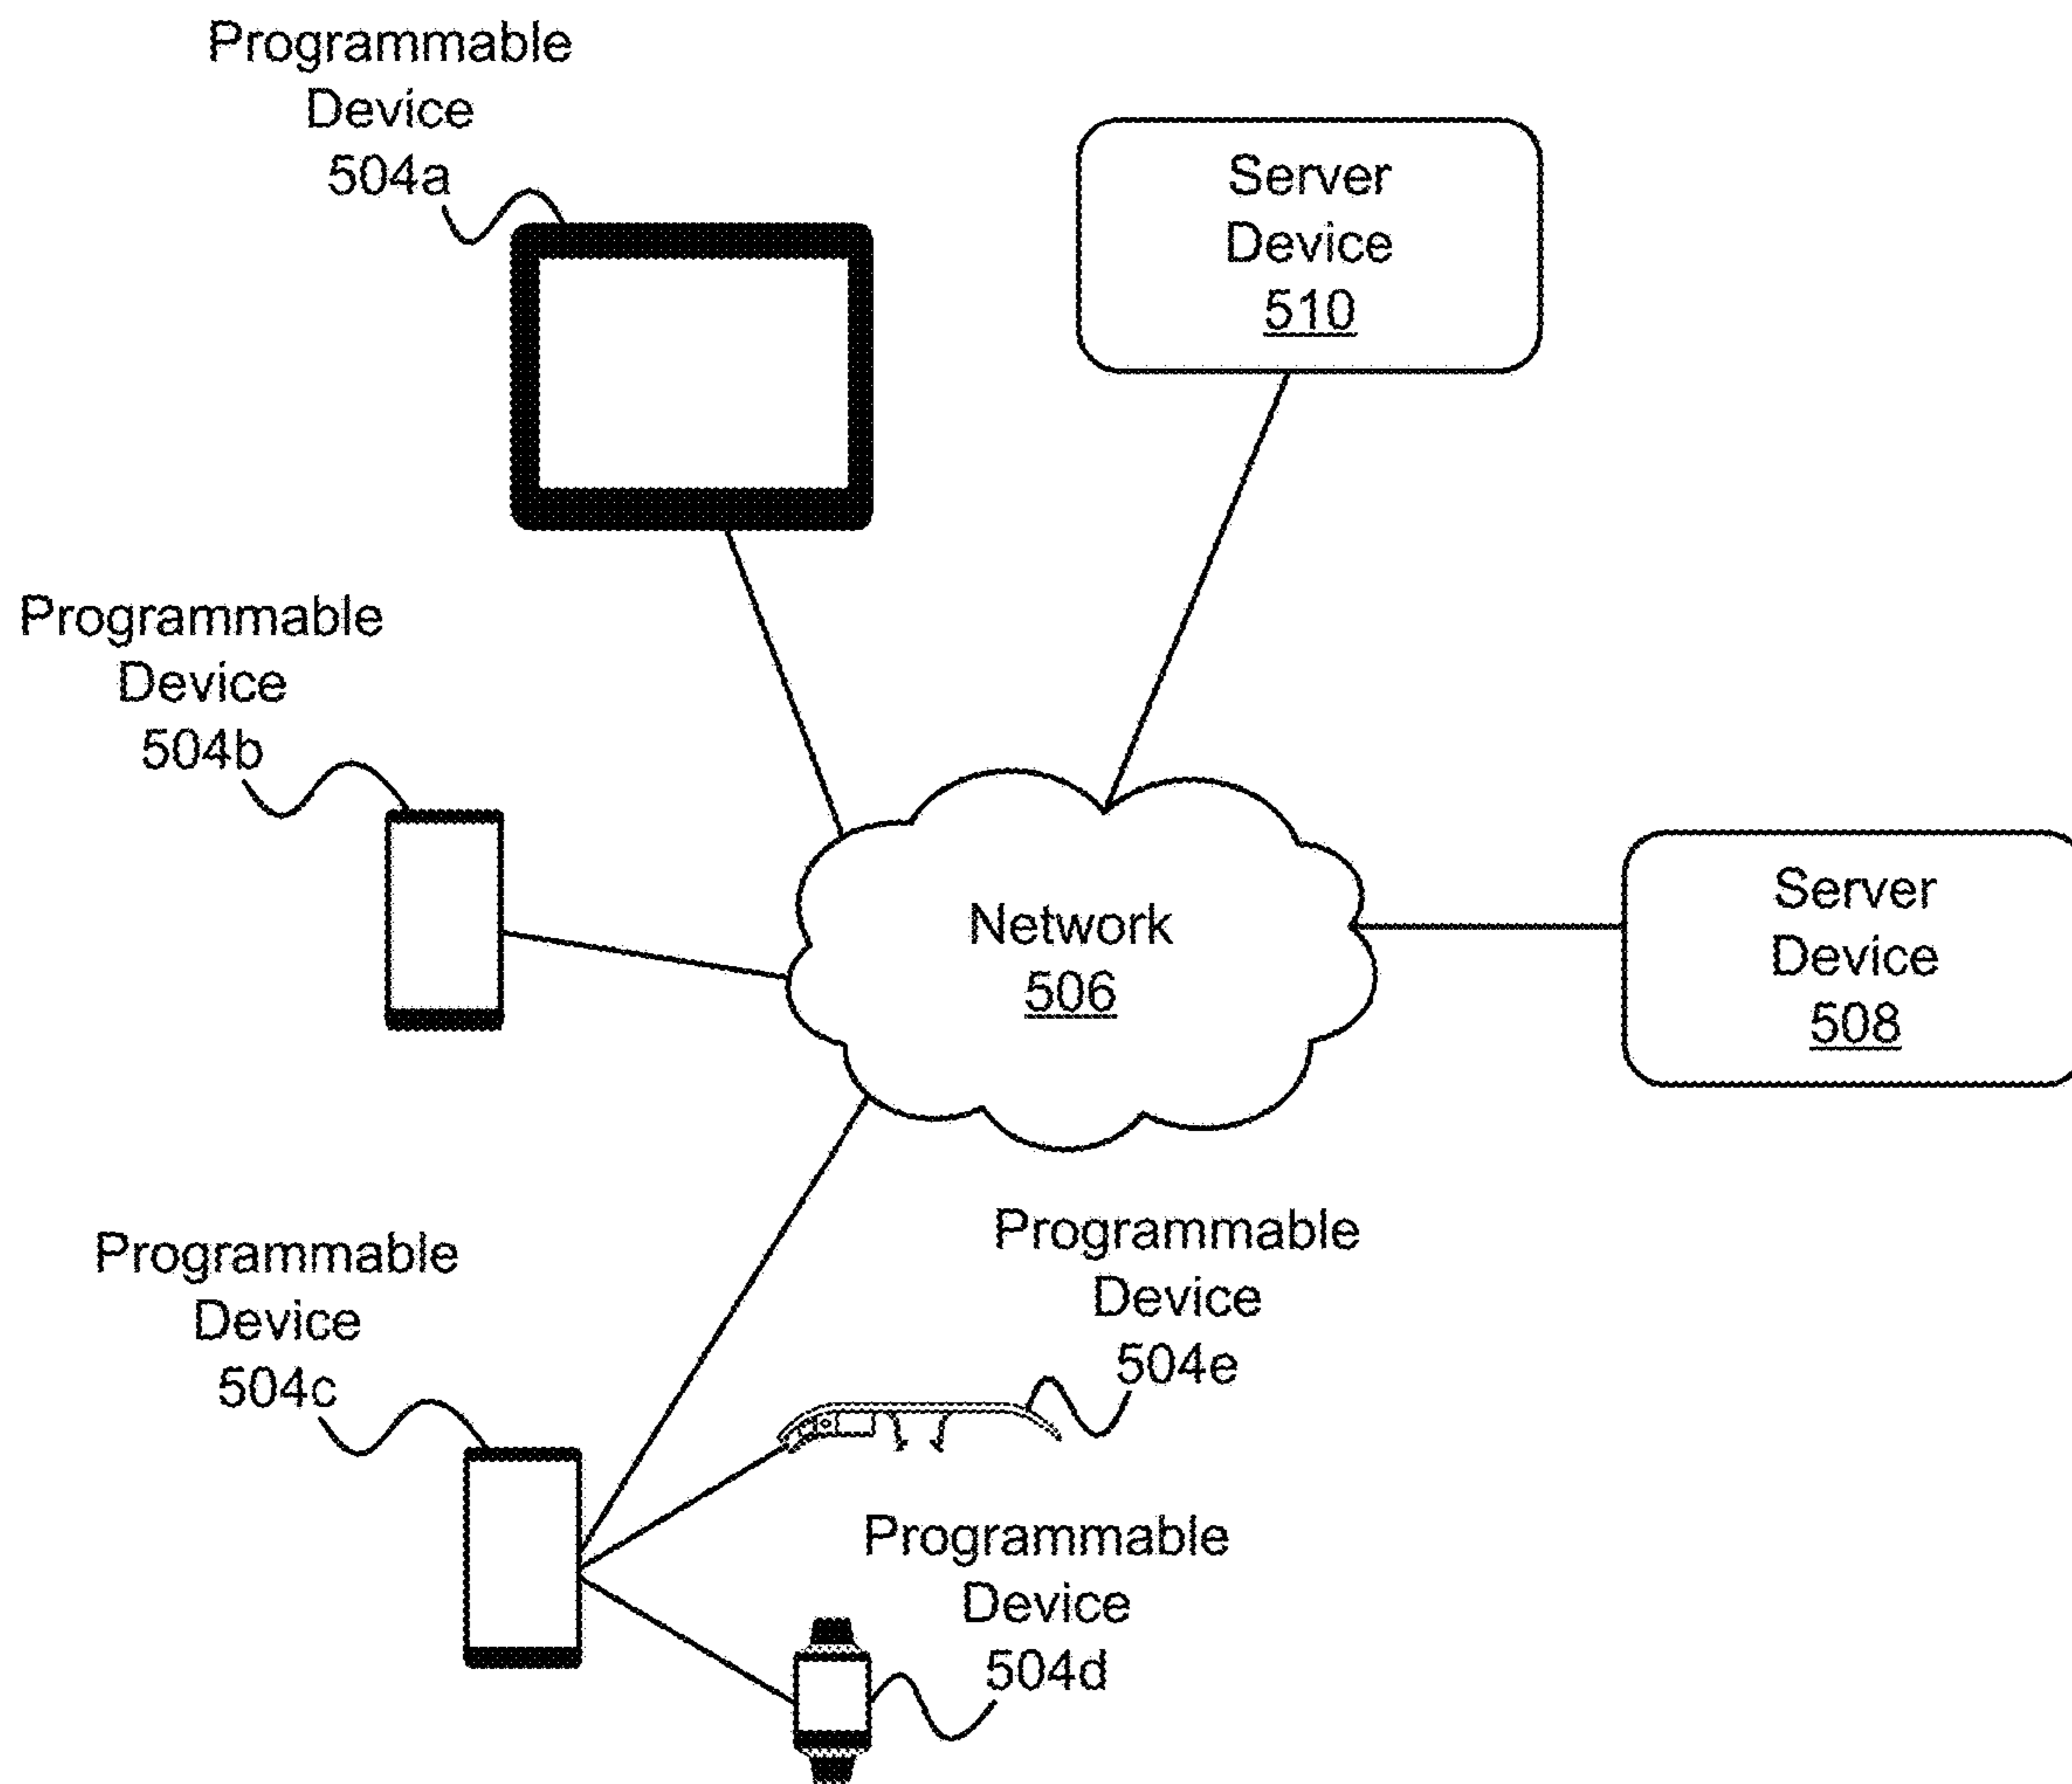 Programmable
Device
504a
Server
Device
510
Programmable
Device
504b
Network
506
Server
Device
508
Programmable
Device
504c
Programmable
Device
504e
Programmable
Device
504d